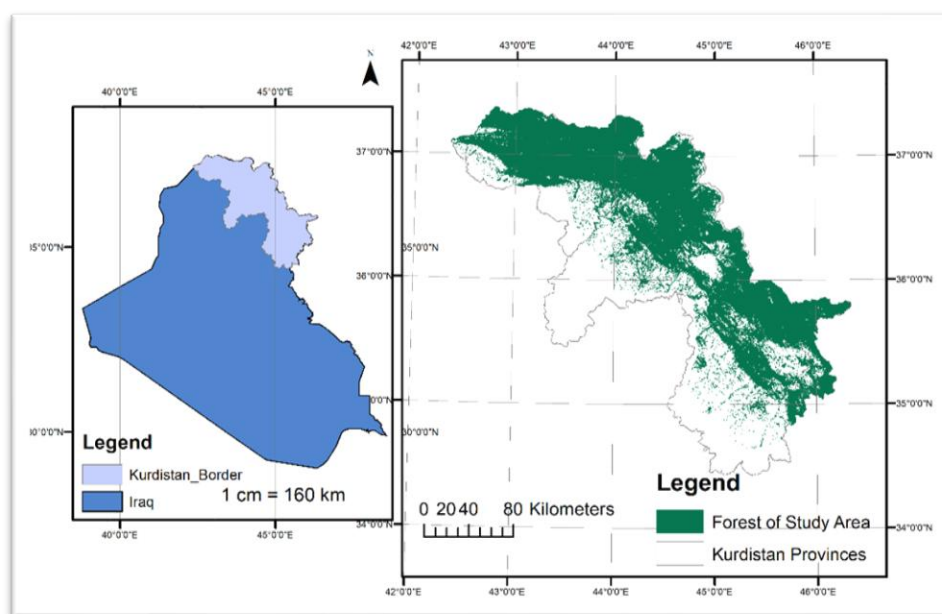 N
40°0'0"E 45°0'0"E
35°0'0"N
30°0'0"N
Legend
Kurdistan_Border
Iraq
1 cm = 160 km
40°0'0"E 45°0'0"E
42°0'0"E 43°0'0"E 44°0'0"E 45°0'0"E 46°0'0"E
37°0'0"N 37°0'0"N
35°0'0"N
36°0'0"N 36°0'0"N
30°0'0"N
35°0'0"N
34°0'0"N 34°0'0"N
0 20 40 80 Kilometers
Legend
Forest of Study Area
Kurdistan Provinces
42°0'0"E 43°0'0"E 44°0'0"E 45°0'0"E 46°0'0"E